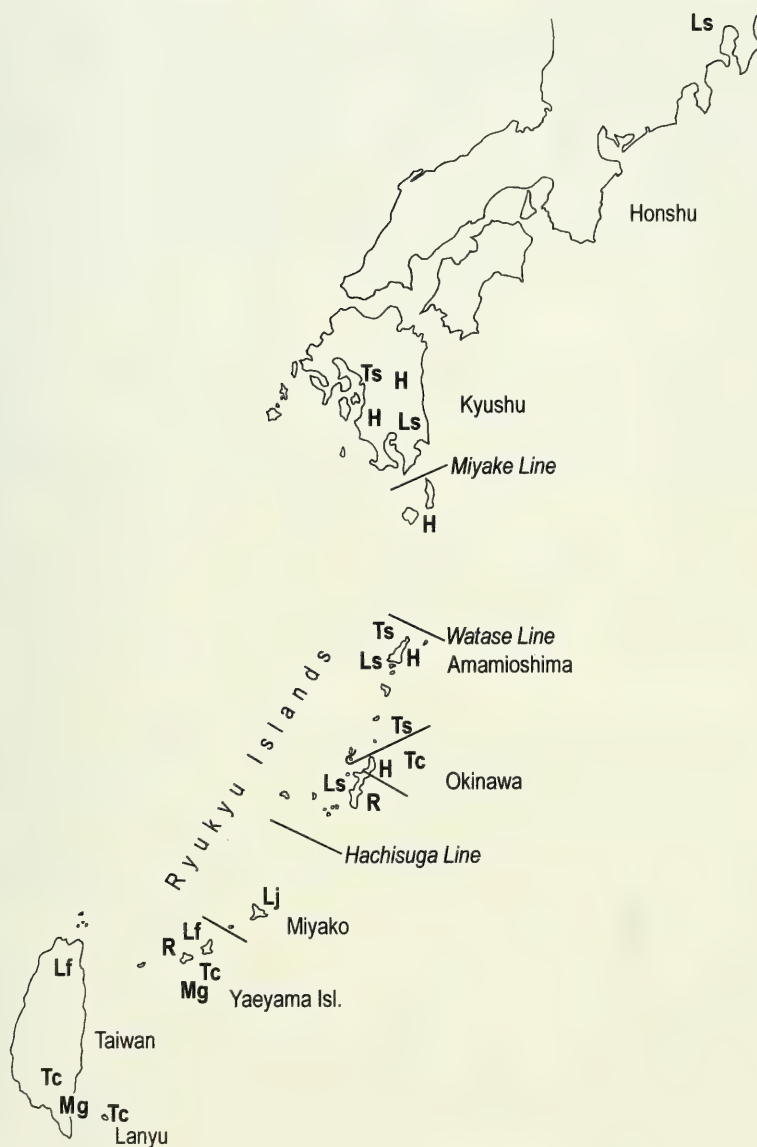 Ls
Honshu
Ts
H
H
Ls
Kyushu
Miyake Line
H
Ts
Watase Line
Ls
H
Amamioshima
Ryukyu Islands
Ts
H
Tc
Ls
Okinawa
R
Hachisuga Line
Lj
Miyako
Lf
R
Tc
Mg
Yaeyama Isl.
Lf
Taiwan
Tc
Mg
Tc
Lanyu